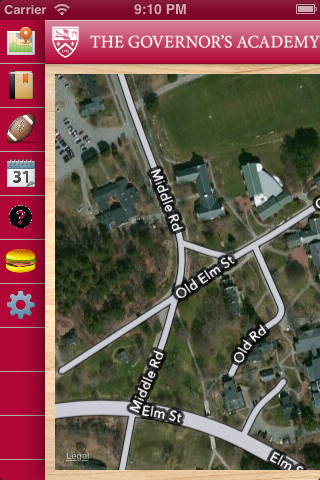 Carrier 9:10 PM
THE GOVERNOR'S ACADEMY
31
?
Middle Rd
Old Elm St
Old Rd
Middle Rd
Elm St
Elm St
Legal